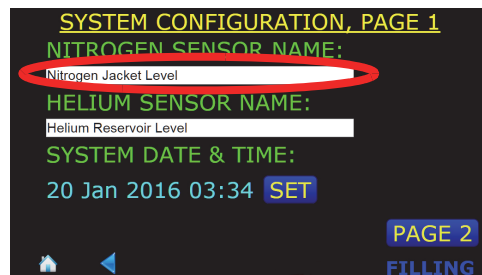 SYSTEM CONFIGURATION, PAGE 1
NITROGEN SENSOR NAME:
Nitrogen Jacket Level
HELIUM SENSOR NAME:
Helium Reservoir Level
SYSTEM DATE & TIME:
20 Jan 2016 03:34 SET
PAGE 2
FILLING